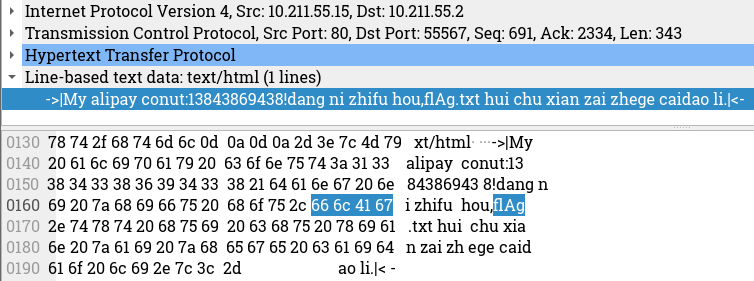 Internet Protocol Version 4, Src: 10.211.55.15, Dst: 10.211.55.2
Transmission Control Protocol, Src Port: 80, Dst Port: 55567, Seq: 691, Ack: 2334, Len: 343
Hypertext Transfer Protocol
Line-based text data: text/html (1 lines)
->|My alipay conut:13843869438!dang ni zhifu hou,flAg.txt hui chu xian zai zhege caidao li.|<-
0130 78 74 2f 68 74 6d 6c 0d 0a 0d 0a 2d 3e 7c 4d 79 xt/html· ···->|My
0140 20 61 6c 69 70 61 79 20 63 6f 6e 75 74 3a 31 33 alipay conut:13
0150 38 34 33 38 36 39 34 33 38 21 64 61 6e 67 20 6e 84386943 8!dang n
0160 69 20 7a 68 69 66 75 20 68 6f 75 2c 66 6c 41 67 i zhifu hou,flAg
0170 2e 74 78 74 20 68 75 69 20 63 68 75 20 78 69 61 .txt hui chu xia
0180 6e 20 7a 61 69 20 7a 68 65 67 65 20 63 61 69 64 n zai zh ege caid
0190 61 6f 20 6c 69 2e 7c 3c 2d ao li.|< -